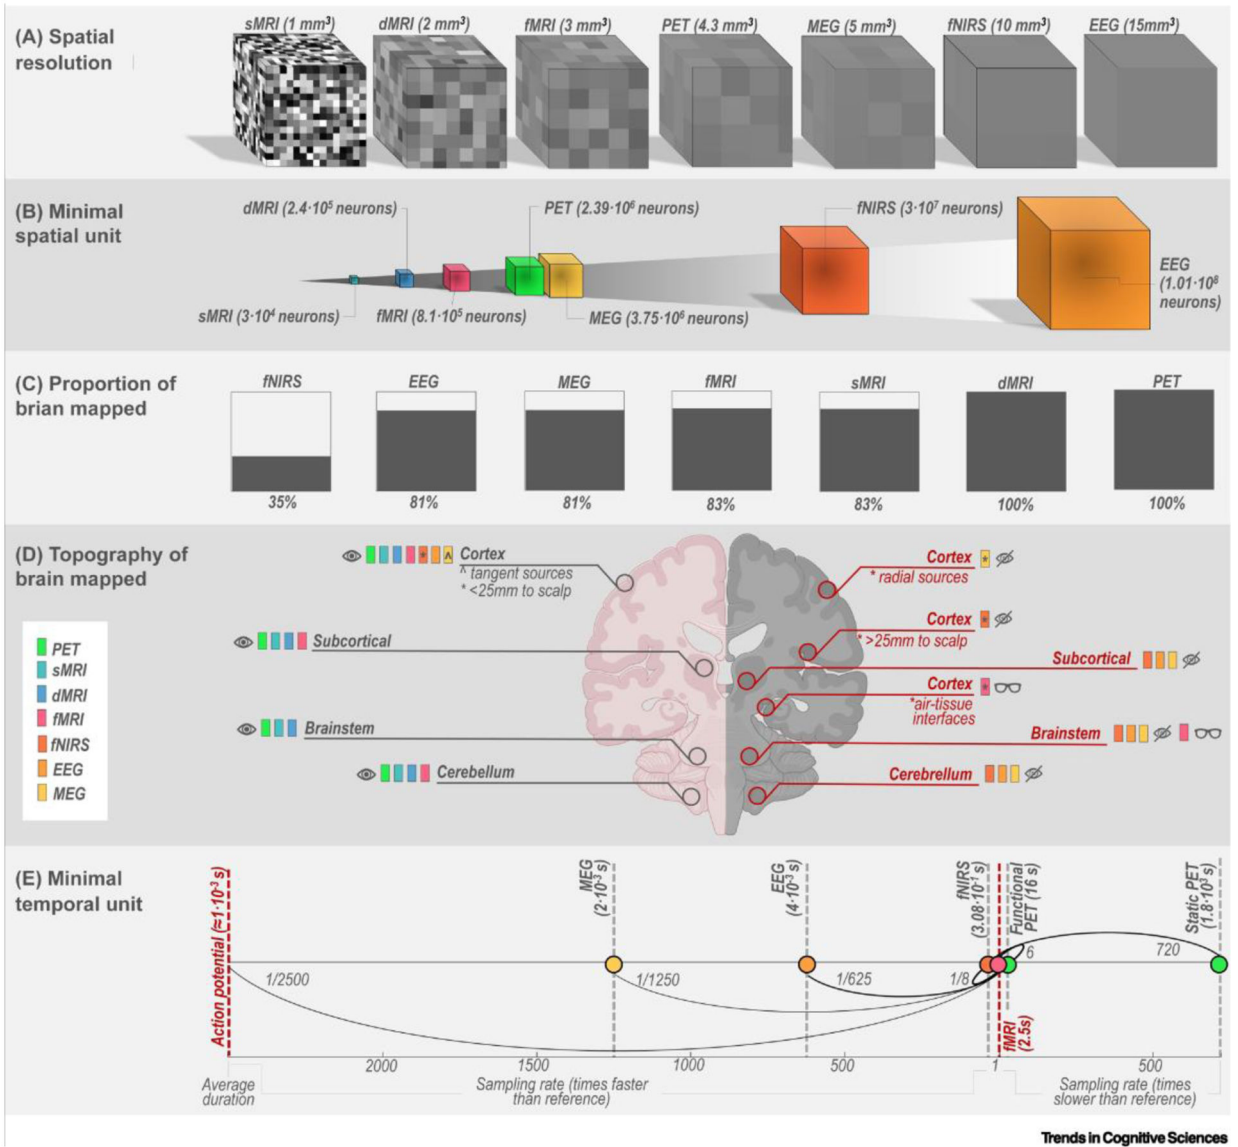 (A) Spatial
resolution
sMRI (1 mm³)
dMRI (2 mm³)
fMRI (3 mm³)
PET (4.3 mm³)
MEG (5 mm³)
fNIRS (10 mm³)
EEG (15mm³)
(B) Minimal
spatial unit
dMRI (2.4·10⁵ neurons)
PET (2.39·10⁶ neurons)
fNIRS (3·10⁷ neurons)
EEG
(1.01·10⁸
neurons)
sMRI (3·10⁴ neurons)
fMRI (8.1·10⁵ neurons)
MEG (3.75·10⁶ neurons)
(C) Proportion of
brian mapped
fNIRS
EEG
MEG
fMRI
sMRI
dMRI
PET
35%
81%
81%
83%
83%
100%
100%
(D) Topography of
brain mapped
* ^ Cortex
^ tangent sources
* <25mm to scalp
Cortex *
* radial sources
Cortex *
* >25mm to scalp
Subcortical
Subcortical
Cortex *
*air-tissue
interfaces
Brainstem
Brainstem
Cerebellum
Cerebrellum
PET
sMRI
dMRI
fMRI
fNIRS
EEG
MEG
(E) Minimal
temporal unit
Action potential (≈1·10⁻³ s)
MEG
(2·10⁻³ s)
EEG
(4·10⁻³ s)
fNIRS
(3.08·10⁻¹ s)
Functional
PET (16 s)
Static PET
(1.8·10³ s)
1/2500
1/1250
1/625
1/8
6
720
fMRI
(2.5s)
2000
1500
1000
500
1
500
Average
duration
Sampling rate (times faster
than reference)
Sampling rate (times
slower than reference)
Trends in Cognitive Sciences